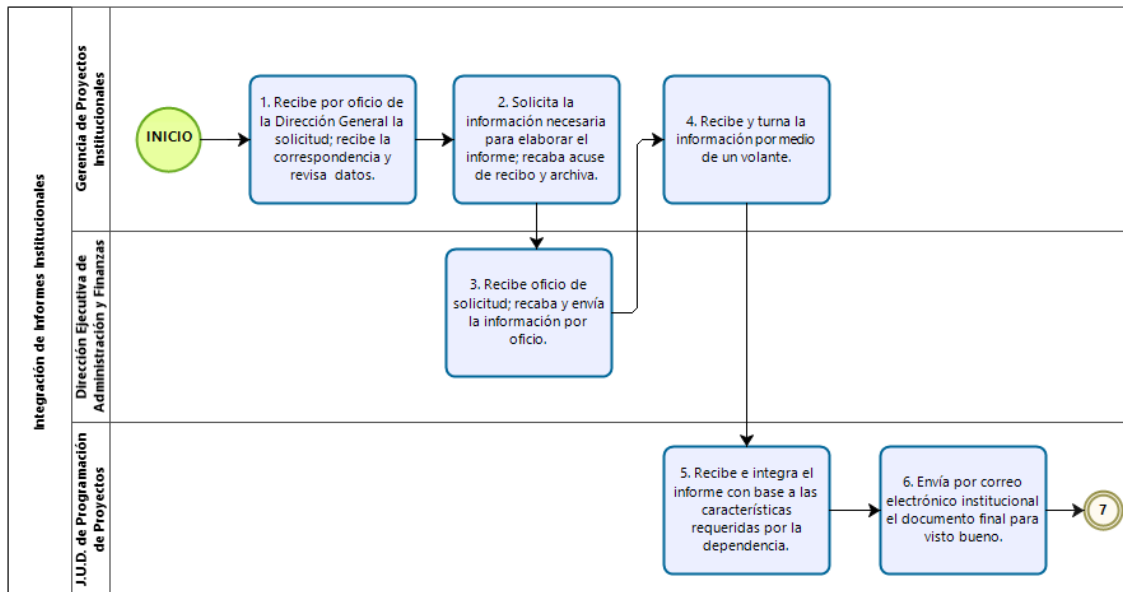 Integración de Informes Institucionales
Gerencia de Proyectos
Institucionales
INICIO
1. Recibe por oficio de
la Dirección General la
solicitud; recibe la
correspondencia y
revisa datos.
2. Solicita la
información necesaria
para elaborar el
informe; recaba acuse
de recibo y archiva.
4. Recibe y turna la
información por medio
de un volante.
Dirección Ejecutiva de
Administración y Finanzas
3. Recibe oficio de
solicitud; recaba y envía
la información por
oficio.
J.U.D. de Programación
de Proyectos
5. Recibe e integra el
informe con base a las
características
requeridas por la
dependencia.
6. Envía por correo
electrónico institucional
el documento final para
visto bueno.
7